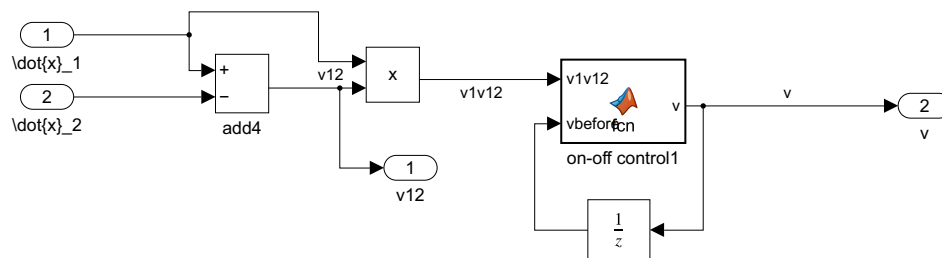 1
\dot{x}_1
2
\dot{x}_2
+
−
add4
v12
x
v1v12
1
v12
v1v12
vbefore
fcn
v
on-off control1
1
z
v
2
v